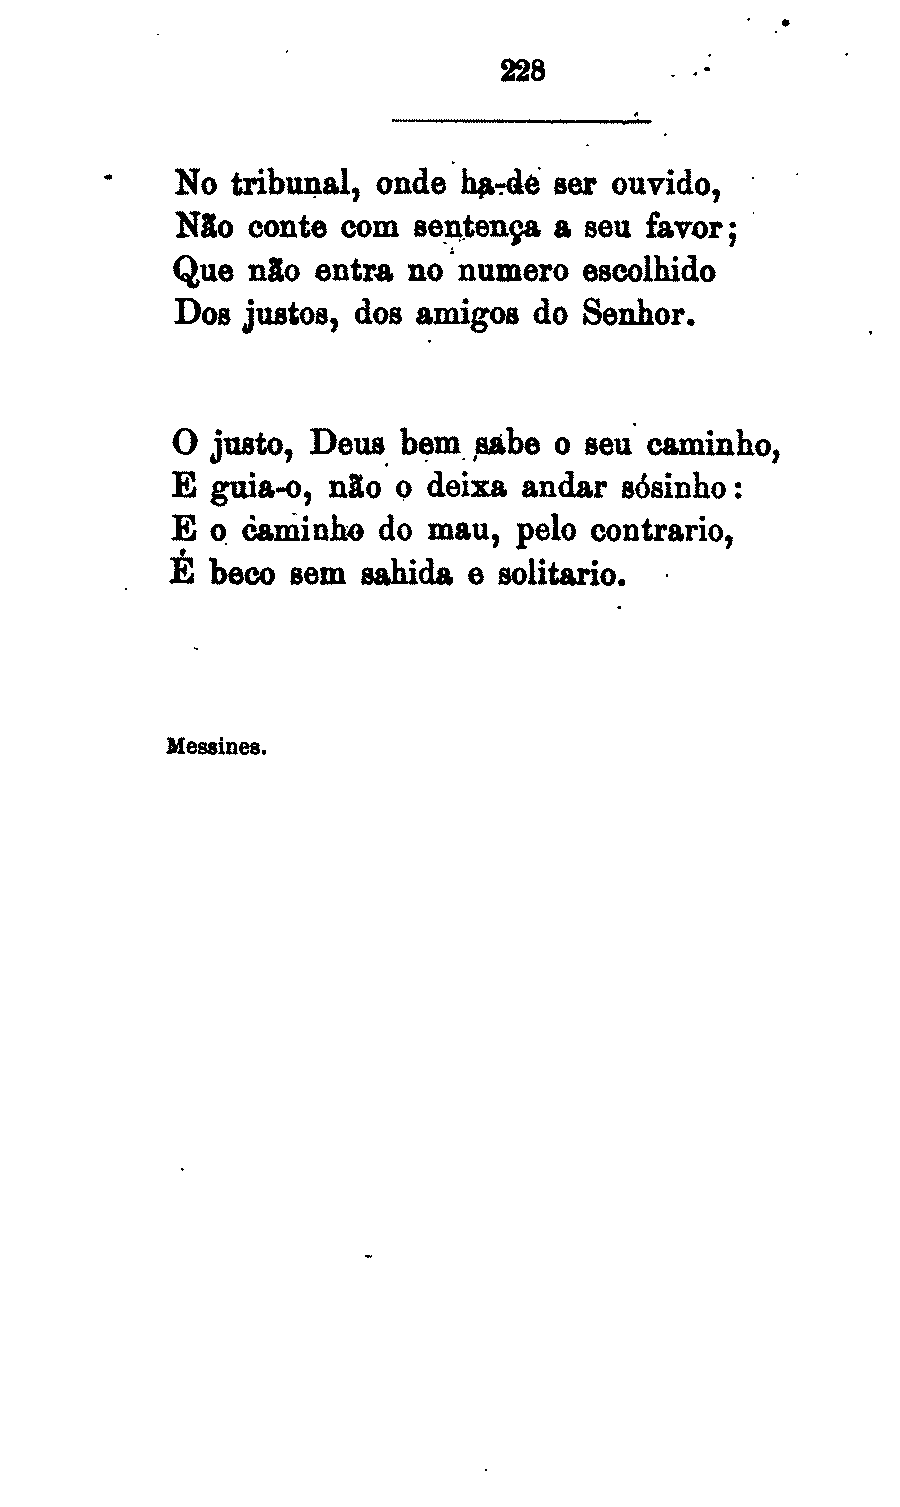 228
No tribunal, onde ha-de ser ouvido,
Não conte com sentença a seu favor;
Que não entra no numero escolhido
Dos justos, dos amigos do Senhor.
O justo, Deus bem sabe o seu caminho,
E guia-o, não o deixa andar sósinho:
E o caminho do mau, pelo contrario,
É beco sem sahida e solitario.
Messines.